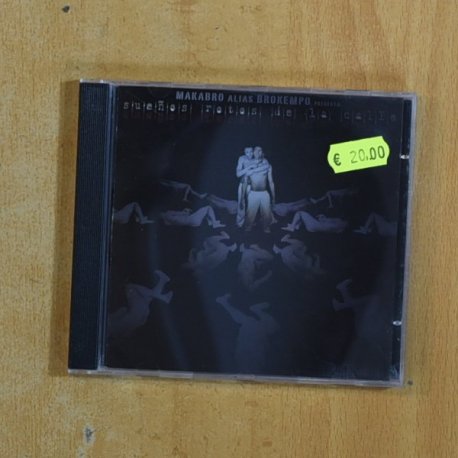 MAKABRO ALIAS BROKEMPO PRESENTA:
sueños rotos de la calle
€ 20.00